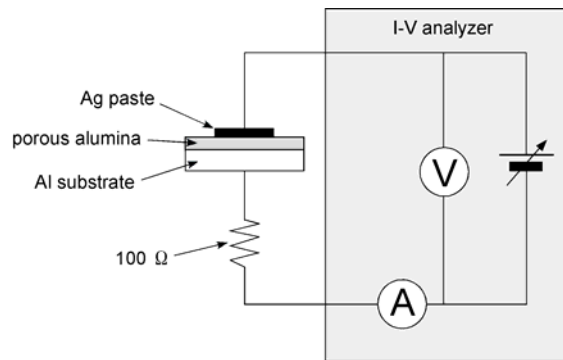 I-V analyzer
Ag paste
porous alumina
Al substrate
100 Ω
V
A